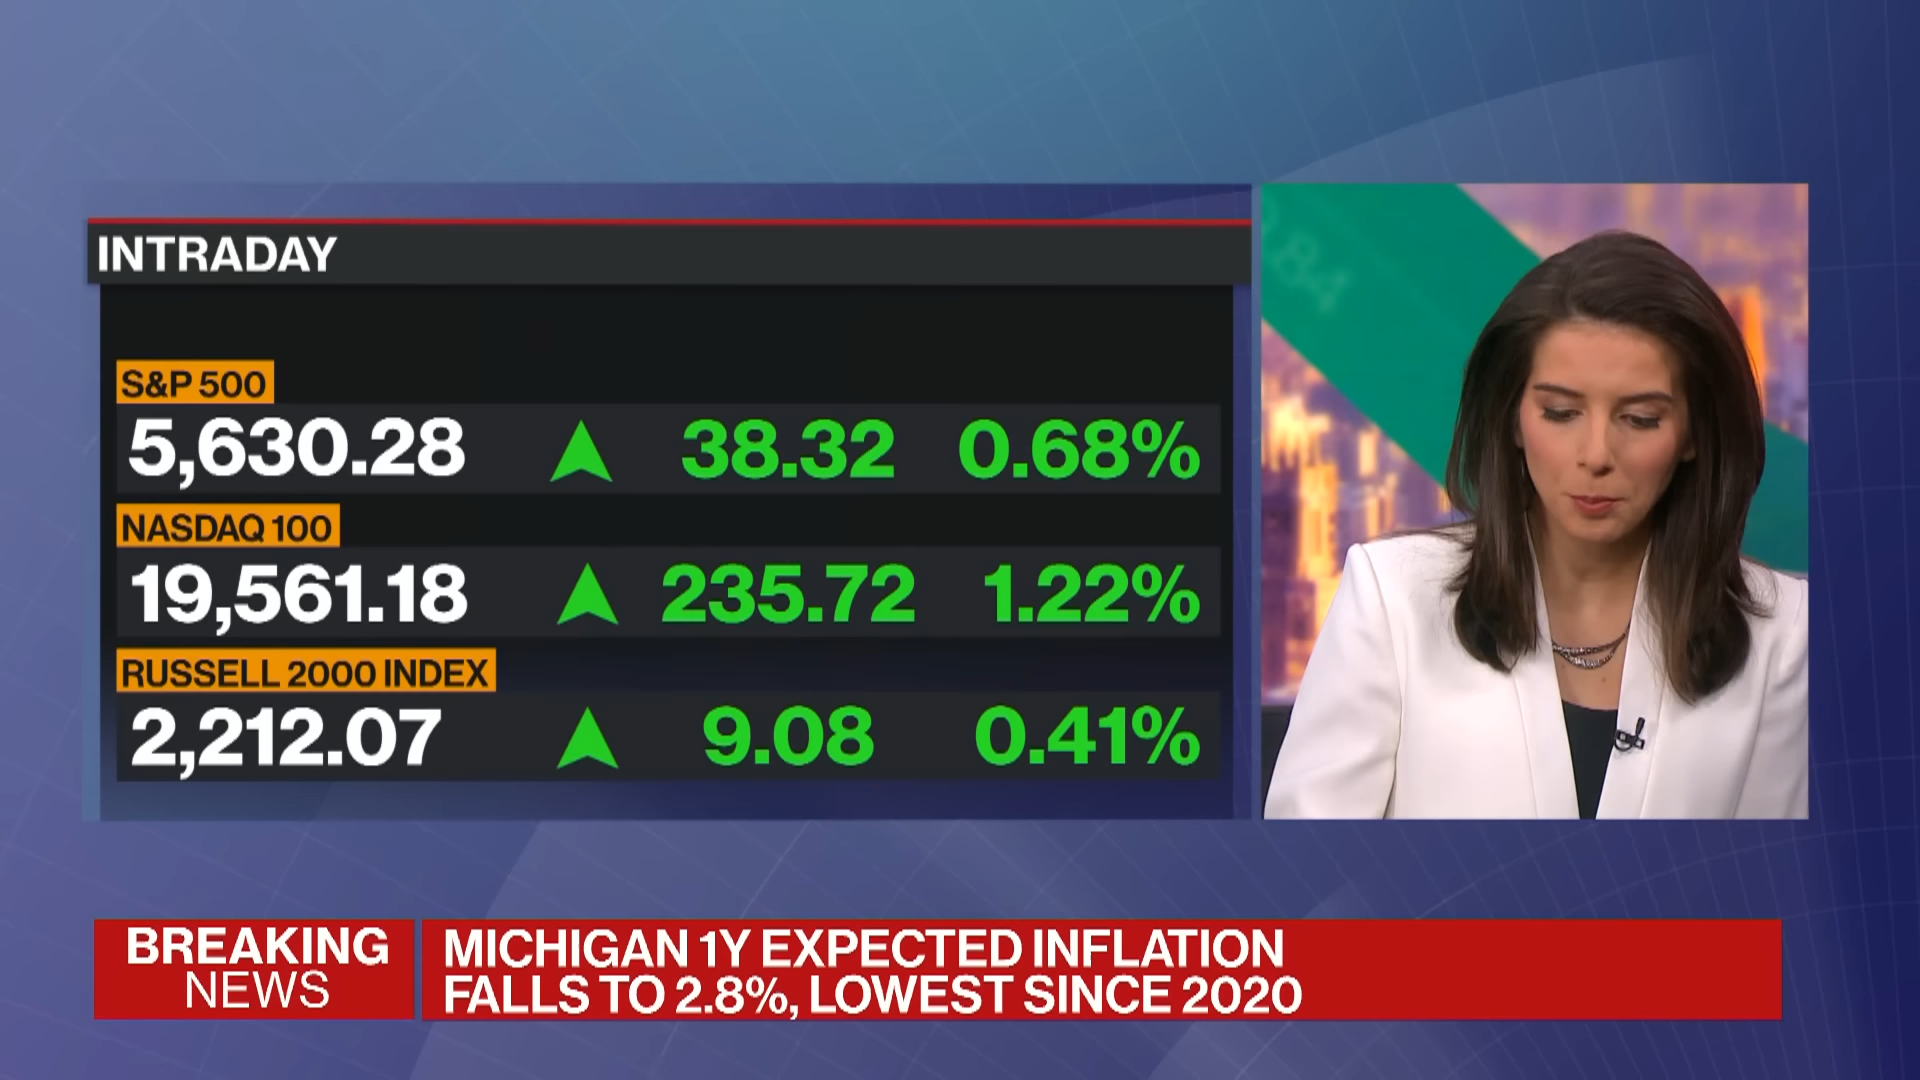 INTRADAY
S&P 500
5,630.28 ▲ 38.32 0.68%
NASDAQ 100
19,561.18 ▲ 235.72 1.22%
RUSSELL 2000 INDEX
2,212.07 ▲ 9.08 0.41%
84
BREAKING
NEWS
MICHIGAN 1Y EXPECTED INFLATION
FALLS TO 2.8%, LOWEST SINCE 2020